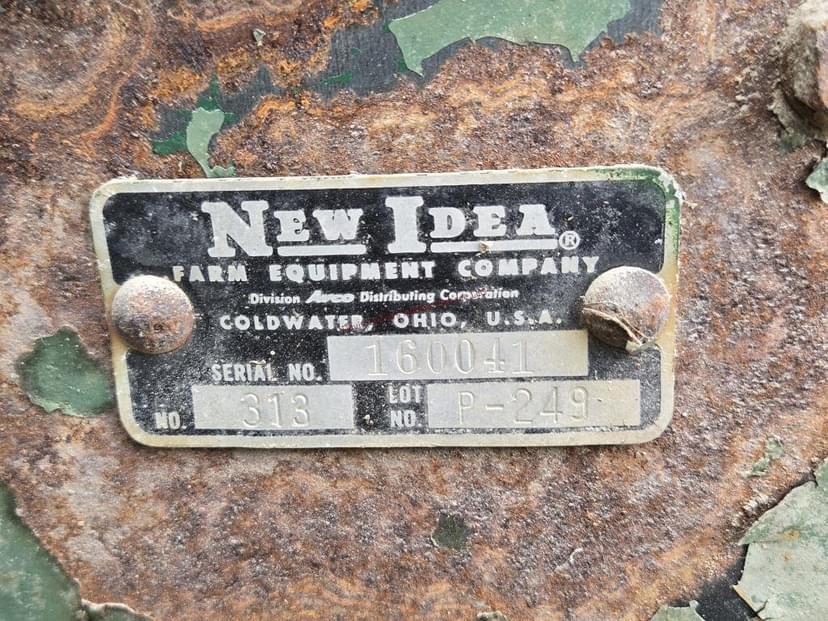 NEW IDEA ®
FARM EQUIPMENT COMPANY
Division Avco Distributing Corporation
COLDWATER, OHIO, U.S.A.
SERIAL NO. 160041
NO. 313 LOT NO. P-249